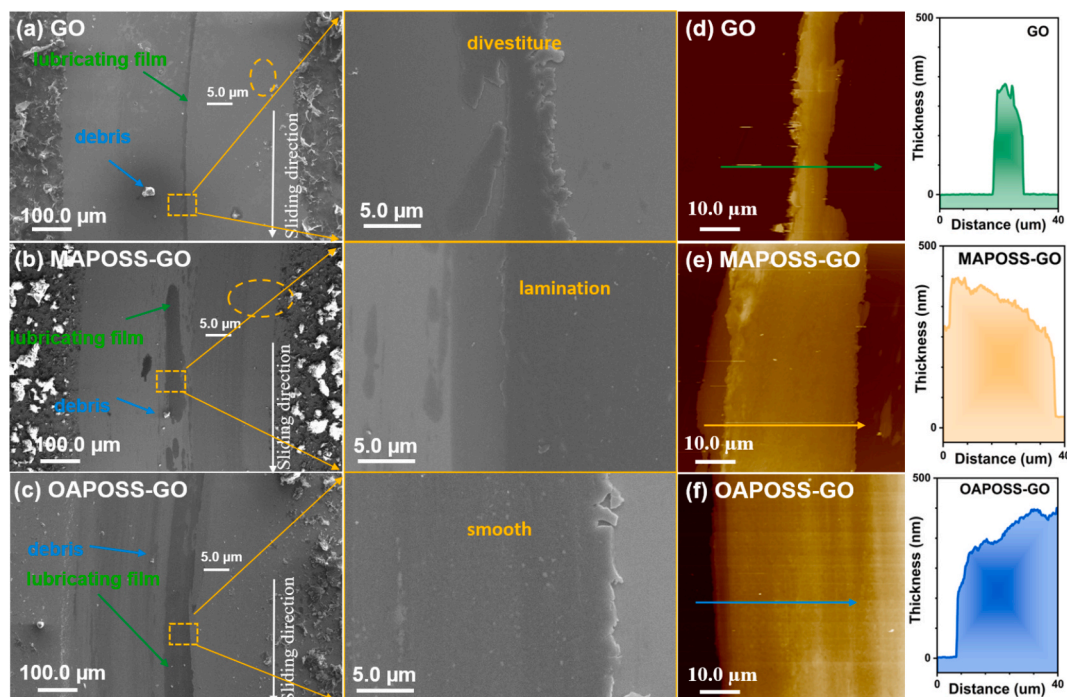 (a) GO
lubricating film
5.0 μm
debris
100.0 μm
Sliding direction
divestiture
5.0 μm
(d) GO
10.0 μm
GO
Thickness (nm)
500
0
0
40
Distance (um)
(b) MAPOSS-GO
5.0 μm
lubricating film
debris
100.0 μm
Sliding direction
lamination
5.0 μm
(e) MAPOSS-GO
10.0 μm
MAPOSS-GO
Thickness (nm)
500
0
0
40
Distance (um)
(c) OAPOSS-GO
debris
5.0 μm
lubricating film
100.0 μm
Sliding direction
smooth
5.0 μm
(f) OAPOSS-GO
10.0 μm
OAPOSS-GO
Thickness (nm)
500
0
0
40
Distance (um)